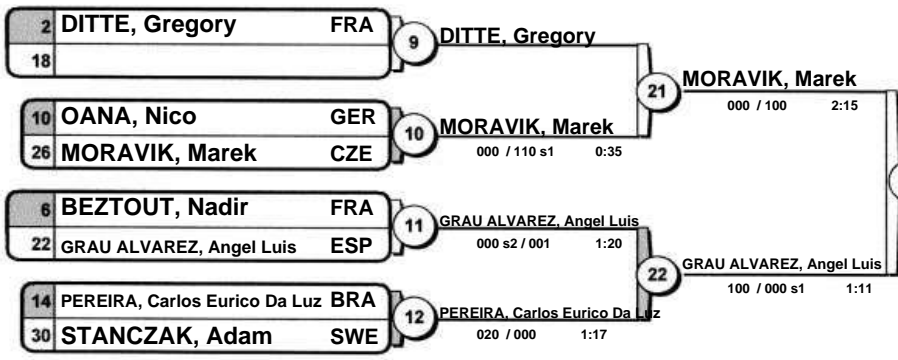 2 DITTE, Gregory FRA
18
9
DITTE, Gregory
10 OANA, Nico GER
26 MORAVIK, Marek CZE
10
MORAVIK, Marek
000 / 110 s1 0:35
21
MORAVIK, Marek
000 / 100 2:15
6 BEZTOUT, Nadir FRA
22 GRAU ALVAREZ, Angel Luis ESP
11
GRAU ALVAREZ, Angel Luis
000 s2 / 001 1:20
14 PEREIRA, Carlos Eurico Da Luz BRA
30 STANCZAK, Adam SWE
12
PEREIRA, Carlos Eurico Da Luz
020 / 000 1:17
22
GRAU ALVAREZ, Angel Luis
100 / 000 s1 1:11